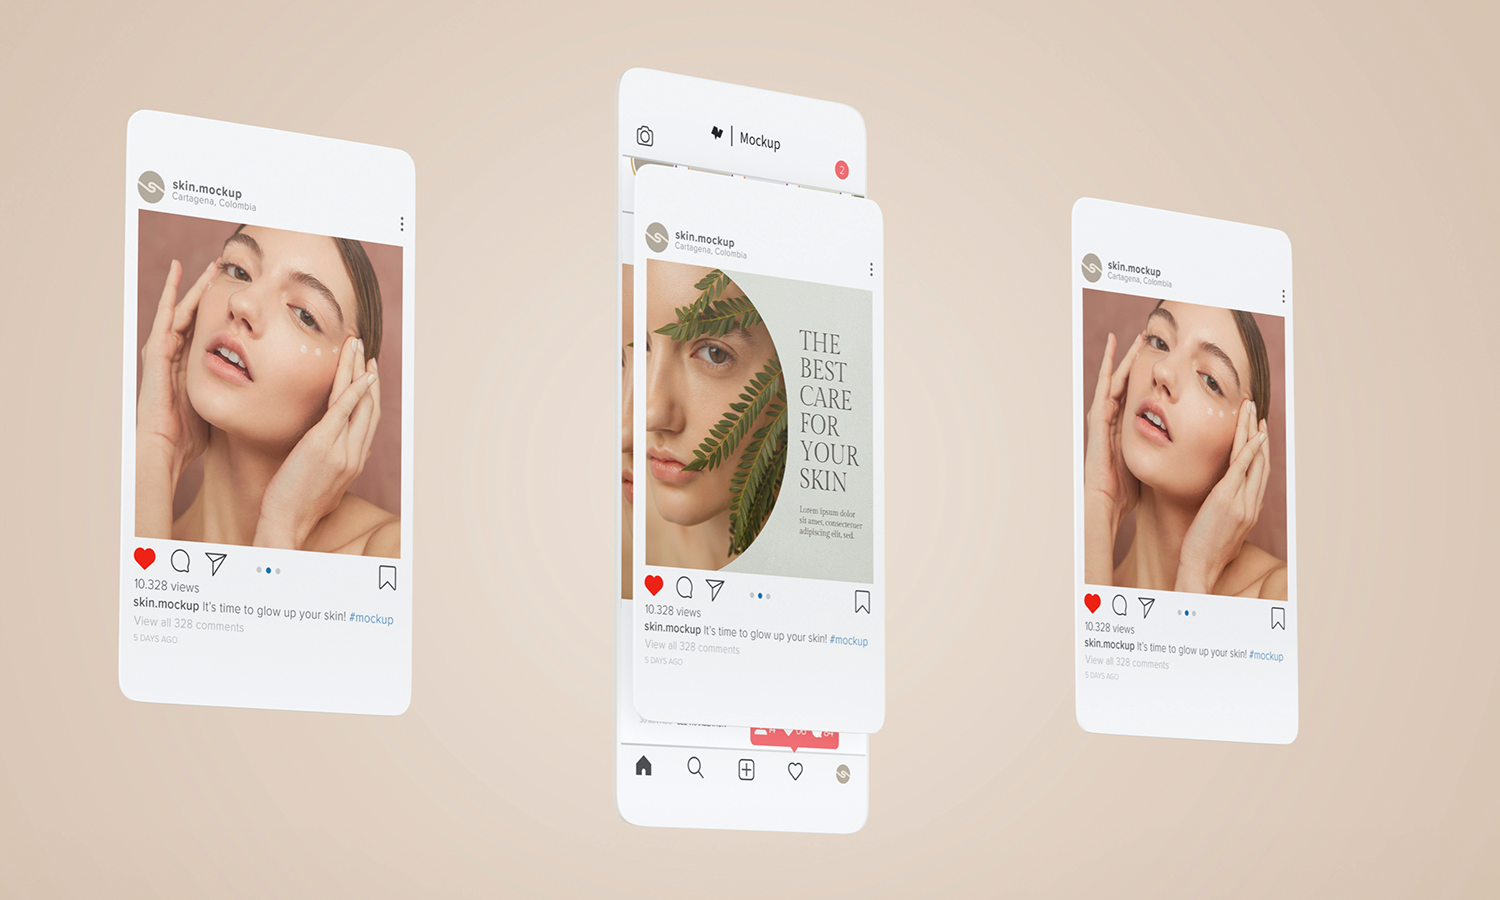 skin.mockup
Cartagena, Colombia
10.328 views
skin.mockup It's time to glow up your skin! #mockup
View all 328 comments
5 DAYS AGO
Mockup
2
skin.mockup
Cartagena, Colombia
THE
BEST
CARE
FOR
YOUR
SKIN
Lorem ipsum dolor
sit amet, consectetuer
adipiscing elit, sed.
10.328 views
skin.mockup It's time to glow up your skin! #mockup
View all 328 comments
5 DAYS AGO
skin.mockup
Cartagena, Colombia
10.328 views
skin.mockup It's time to glow up your skin! #mockup
View all 328 comments
5 DAYS AGO